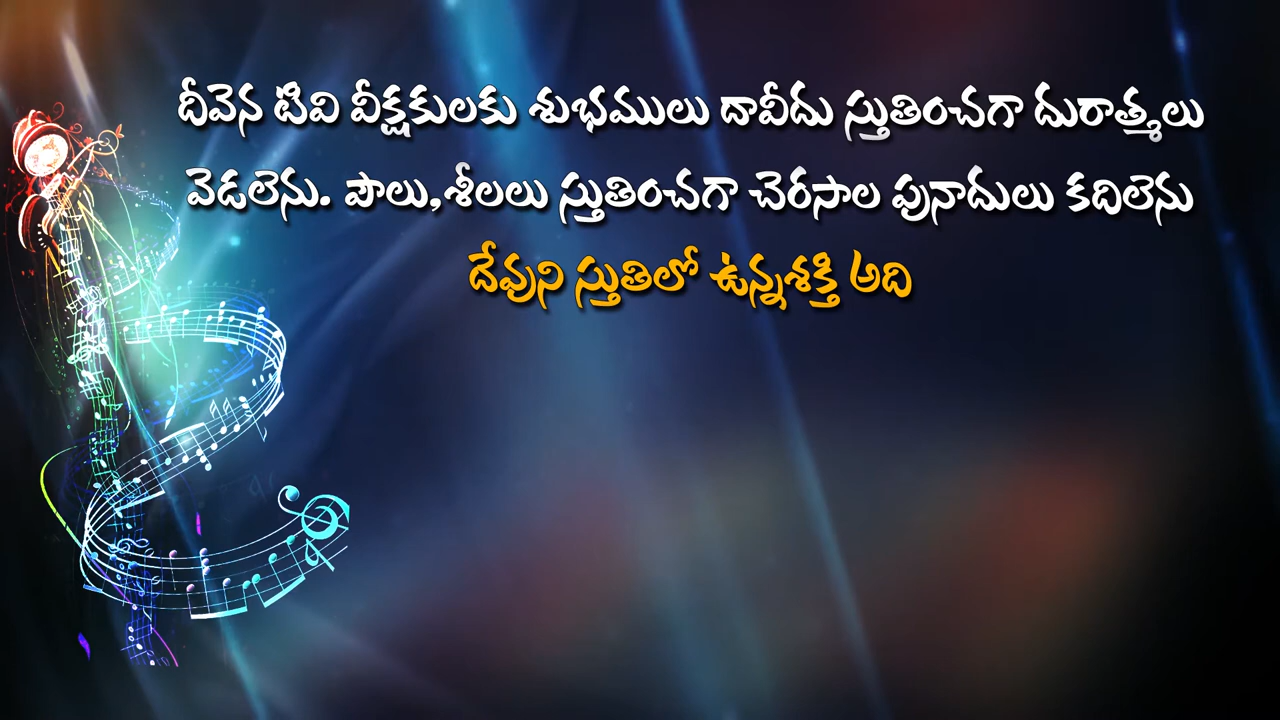 దీవెన టివి వీక్షకులకు శుభములు దావీదు స్తుతించగా దురాత్మలు
వెడలెను. పౌలు,శీలలు స్తుతించగా చెరసాల పునాదులు కదిలెను
దేవుని స్తుతిలో ఉన్నశక్తి అది